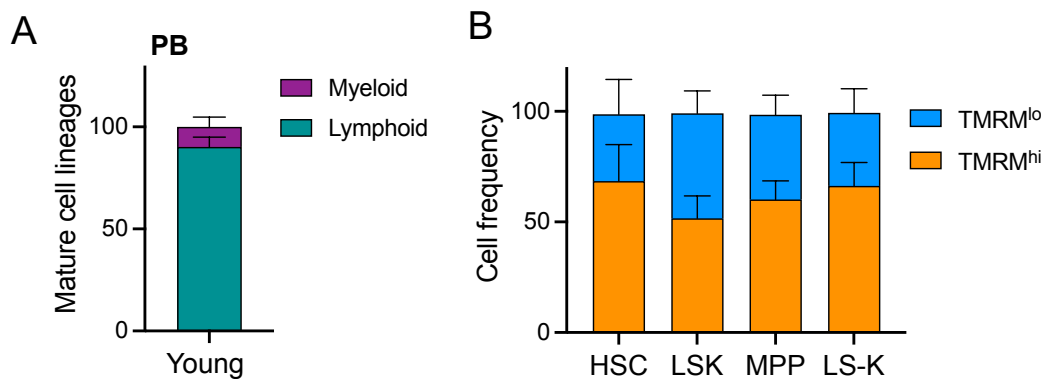 A
PB
Mature cell lineages
100
50
0
Young
Myeloid
Lymphoid
B
Cell frequency
100
50
0
HSC LSK MPP LS-K
TMRMlo
TMRMhi